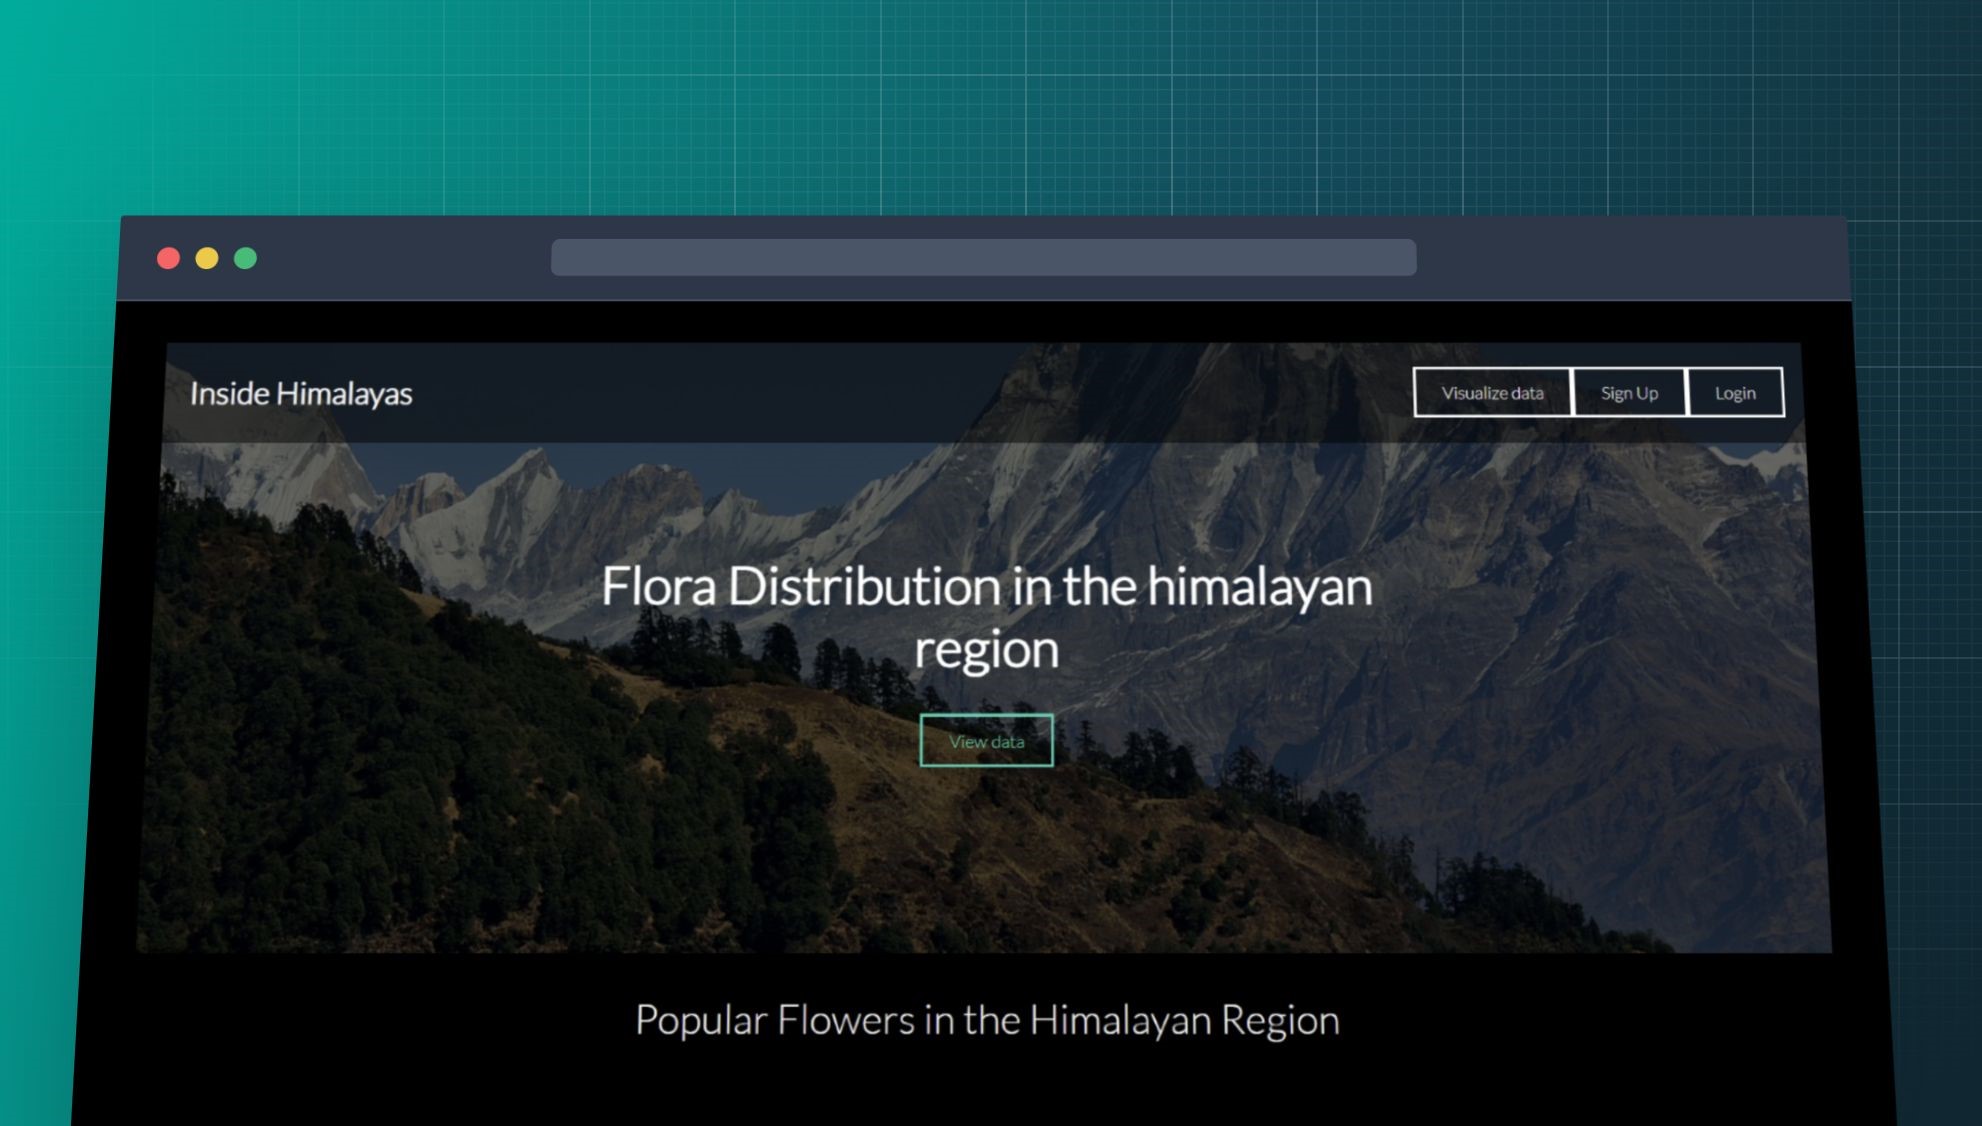 Inside Himalayas
Visualize data
Sign Up
Login
Flora Distribution in the himalayan
region
View data
Popular Flowers in the Himalayan Region